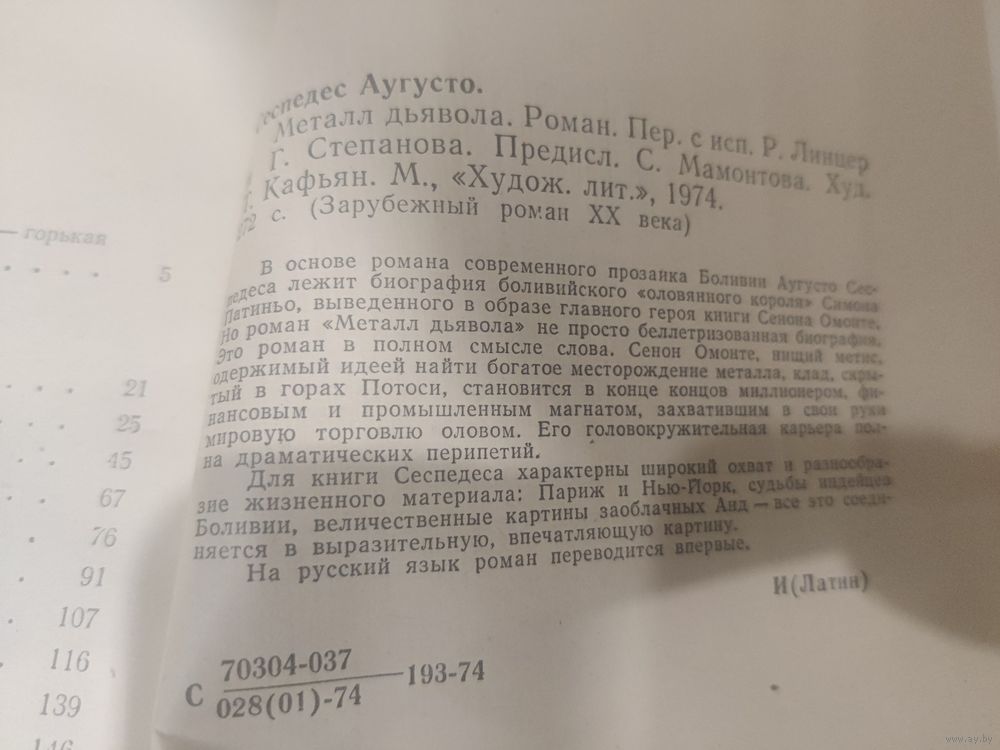 — горькая
5
21
25
45
67
76
91
107
116
139
146
Сеспедес Аугусто.
Металл дьявола. Роман. Пер. с исп. Р. Линцер
и Г. Степанова. Предисл. С. Мамонтова. Худ.
Г. Кафьян. М., «Худож. лит.», 1974.
с. (Зарубежный роман XX века)
В основе романа современного прозаика Боливии Аугусто Сес-
педеса лежит биография боливийского «оловянного короля» Симона
Патиньо, выведенного в образе главного героя книги Сенона Омонте.
Но роман «Металл дьявола» не просто беллетризованная биография.
Это роман в полном смысле слова. Сенон Омонте, нищий метис,
одержимый идеей найти богатое месторождение металла, клад, скры-
тый в горах Потоси, становится в конце концов миллионером, фи-
нансовым и промышленным магнатом, захватившим в свои руки
мировую торговлю оловом. Его головокружительная карьера пол-
на драматических перипетий.
Для книги Сеспедеса характерны широкий охват и разнообра-
зие жизненного материала: Париж и Нью-Йорк, судьбы индейцев
Боливии, величественные картины заоблачных Анд — все это соеди-
няется в выразительную, впечатляющую картину.
На русский язык роман переводится впервые.
И(Латин)
С 70304-037 193-74
028(01)-74
www.ay.by